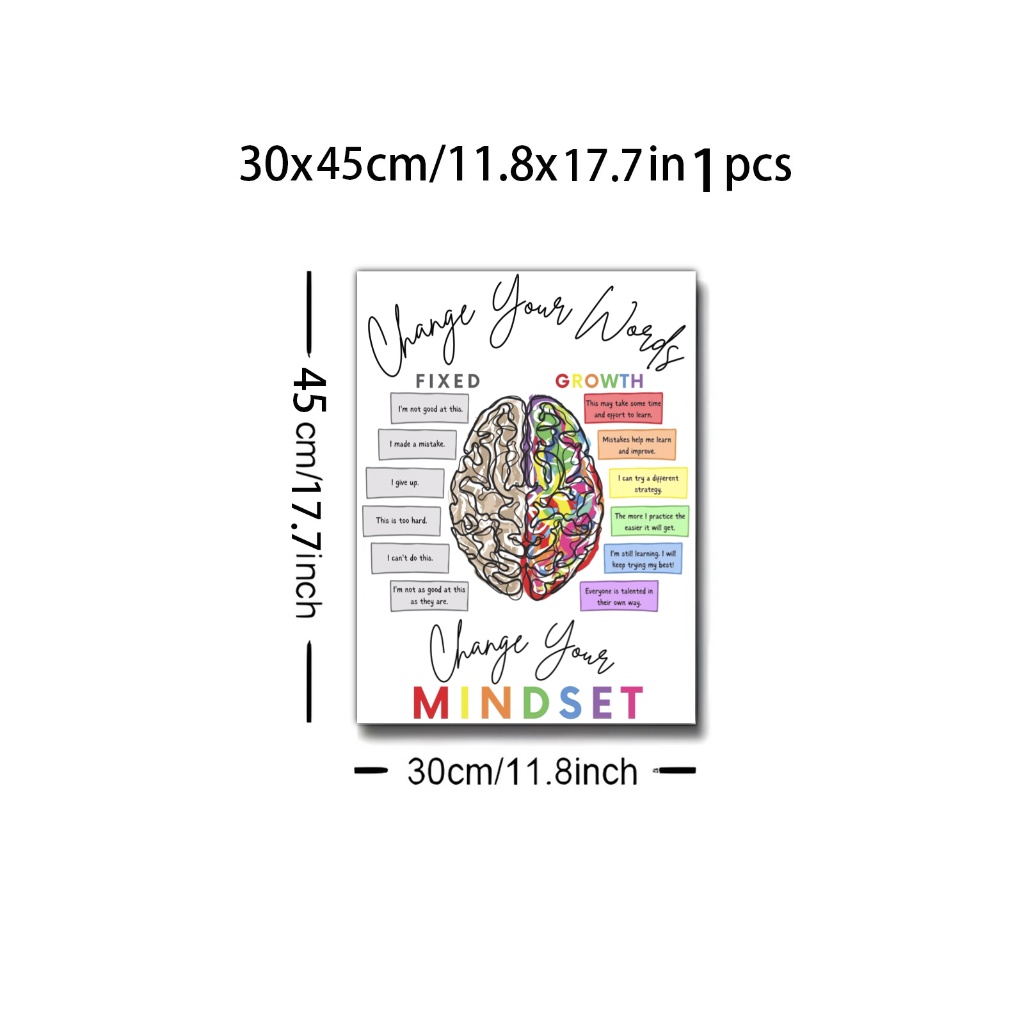 30x45cm/11.8x17.7in 1 pcs
45 cm/17.7inch
Change Your Words
FIXED
GROWTH
I'm not good at this.
This may take some time
and effort to learn.
I made a mistake.
Mistakes help me learn
and improve.
I give up.
I can try a different
strategy.
This is too hard.
The more I practice the
easier it will get.
I can't do this.
I'm still learning. I will
keep trying my best!
I'm not as good at this
as they are.
Everyone is talented in
their own way.
Change Your
MINDSET
30cm/11.8inch